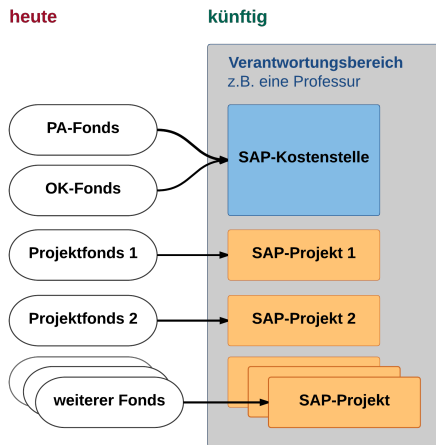 heute
künftig
Verantwortungsbereich
z.B. eine Professur
PA-Fonds
OK-Fonds
SAP-Kostenstelle
Projektfonds 1
SAP-Projekt 1
Projektfonds 2
SAP-Projekt 2
weiterer Fonds
SAP-Projekt